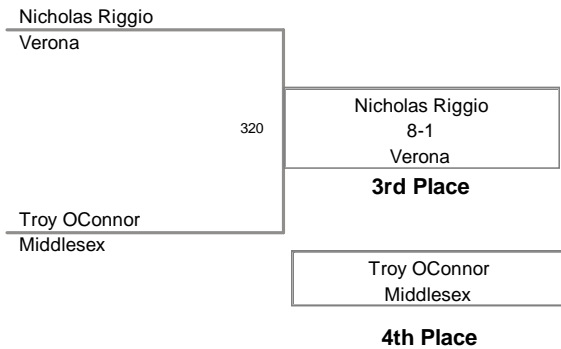 Nicholas Riggio
Verona
320
Nicholas Riggio
8-1
Verona
3rd Place
Troy OConnor
Middlesex
Troy OConnor
Middlesex
4th Place